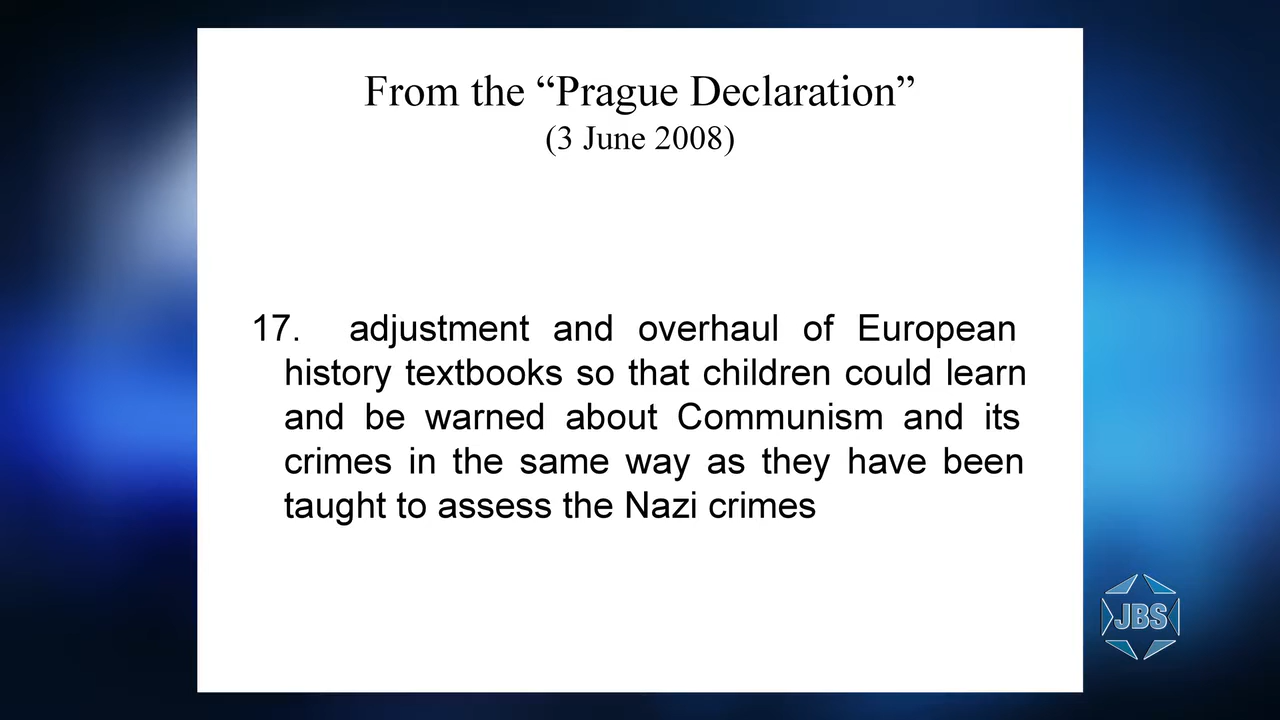 From the “Prague Declaration”
(3 June 2008)
17. adjustment and overhaul of European
history textbooks so that children could learn
and be warned about Communism and its
crimes in the same way as they have been
taught to assess the Nazi crimes
JBS